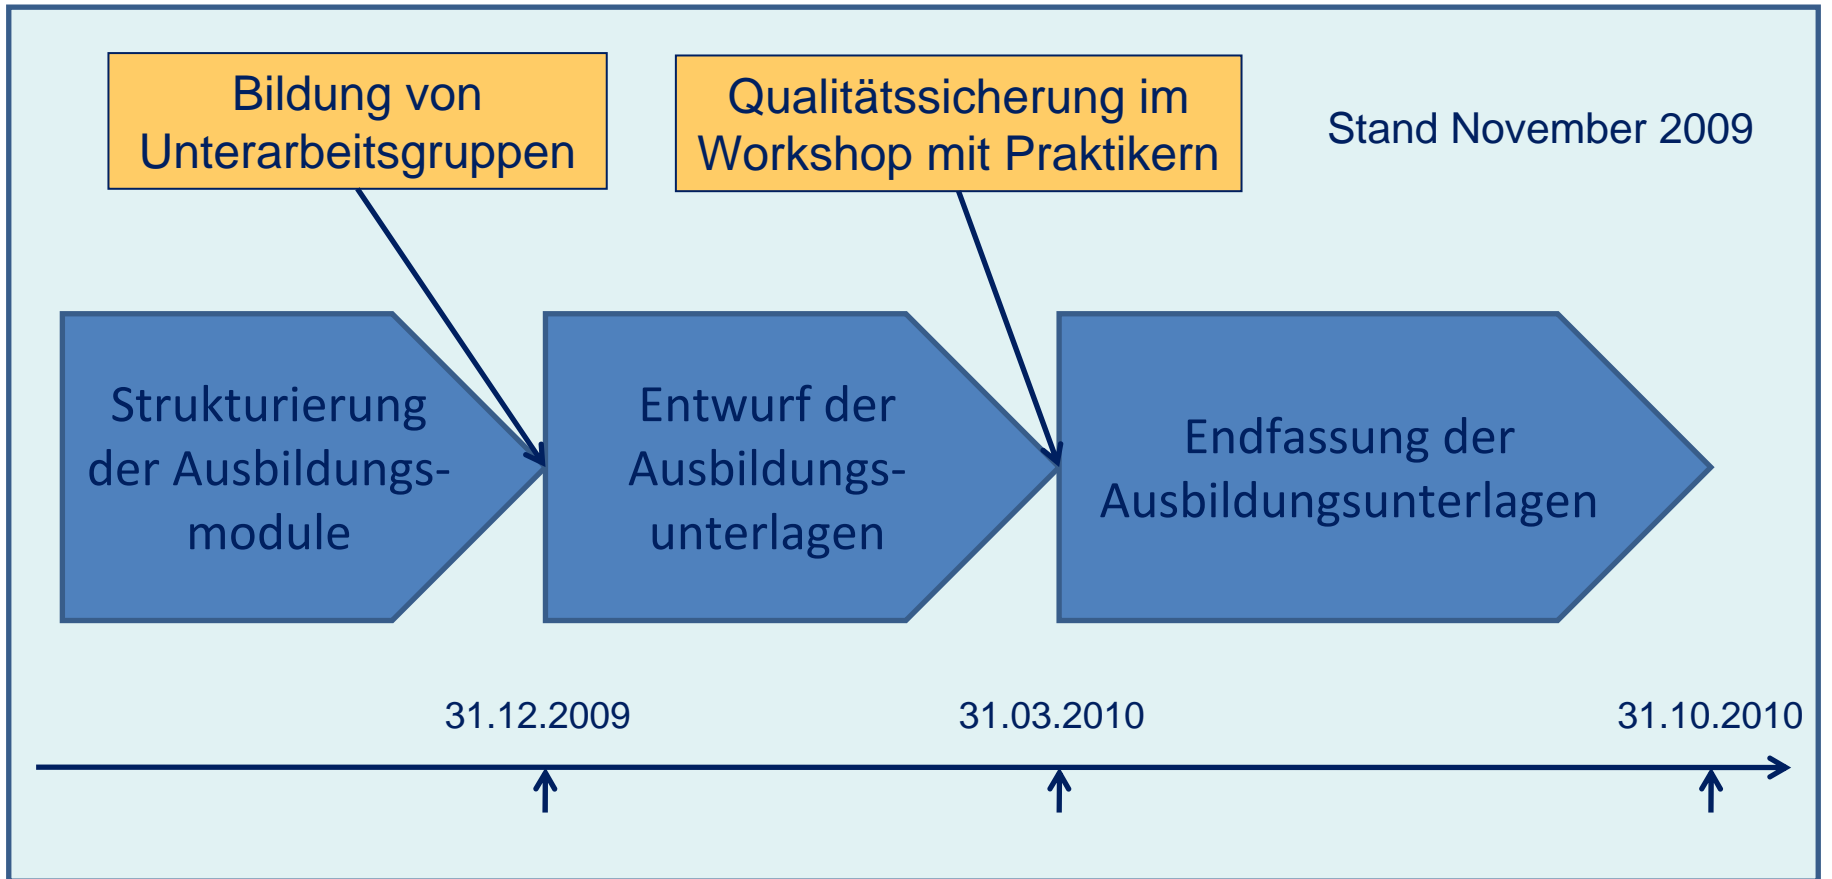 Bildung von
Unterarbeitsgruppen
Qualitätssicherung im
Workshop mit Praktikern
Stand November 2009
Strukturierung
der Ausbildungs-
module
Entwurf der
Ausbildungs-
unterlagen
Endfassung der
Ausbildungsunterlagen
31.12.2009
31.03.2010
31.10.2010